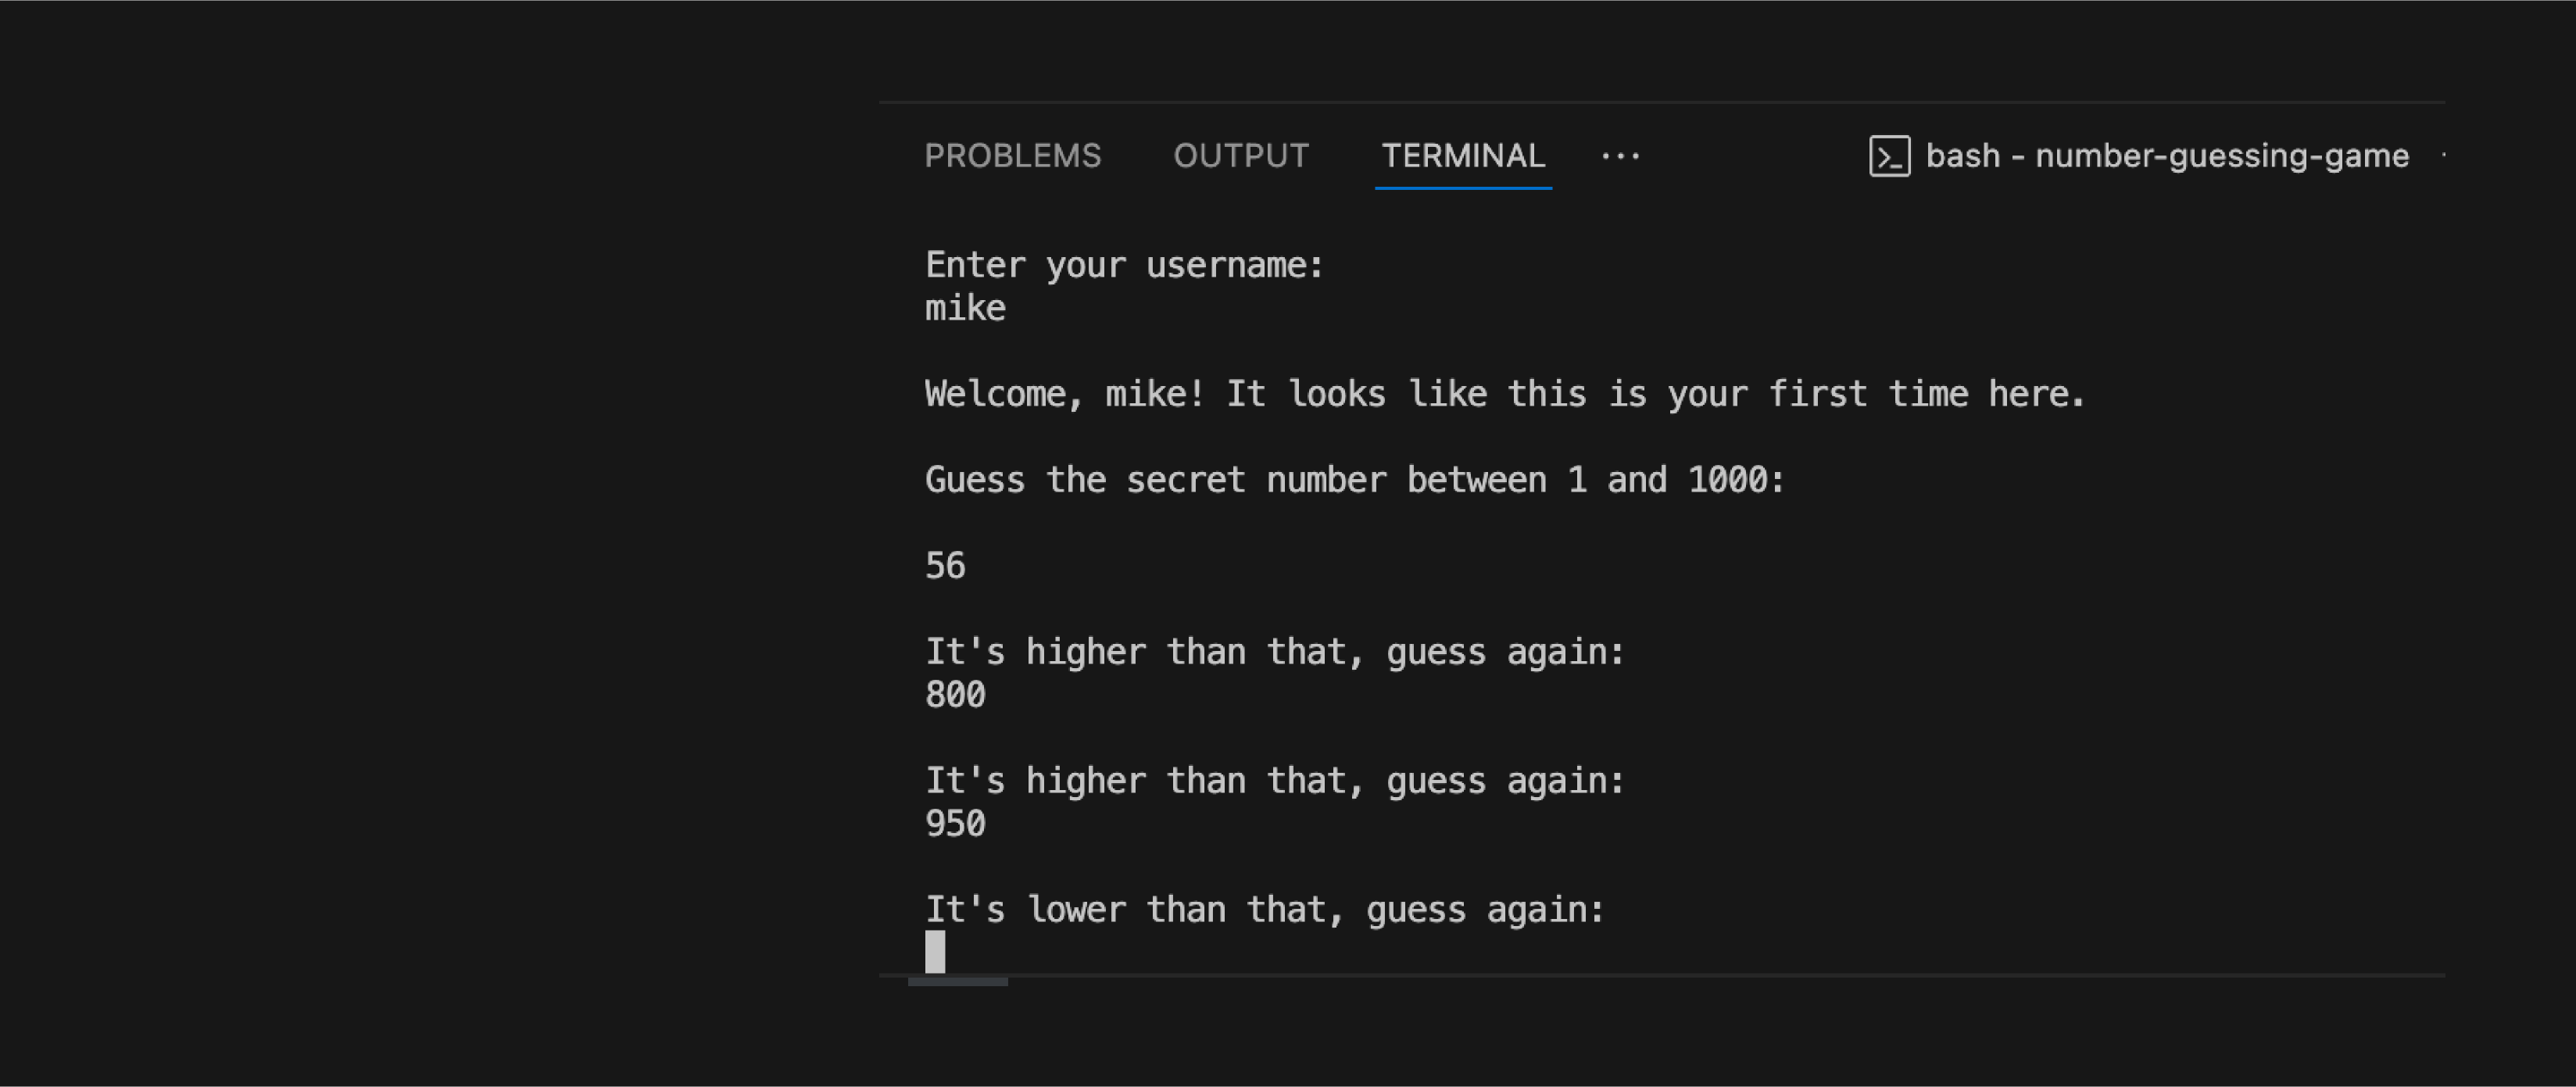 PROBLEMS OUTPUT TERMINAL ··· bash - number-guessing-game
Enter your username:
mike
Welcome, mike! It looks like this is your first time here.
Guess the secret number between 1 and 1000:
56
It's higher than that, guess again:
800
It's higher than that, guess again:
950
It's lower than that, guess again: